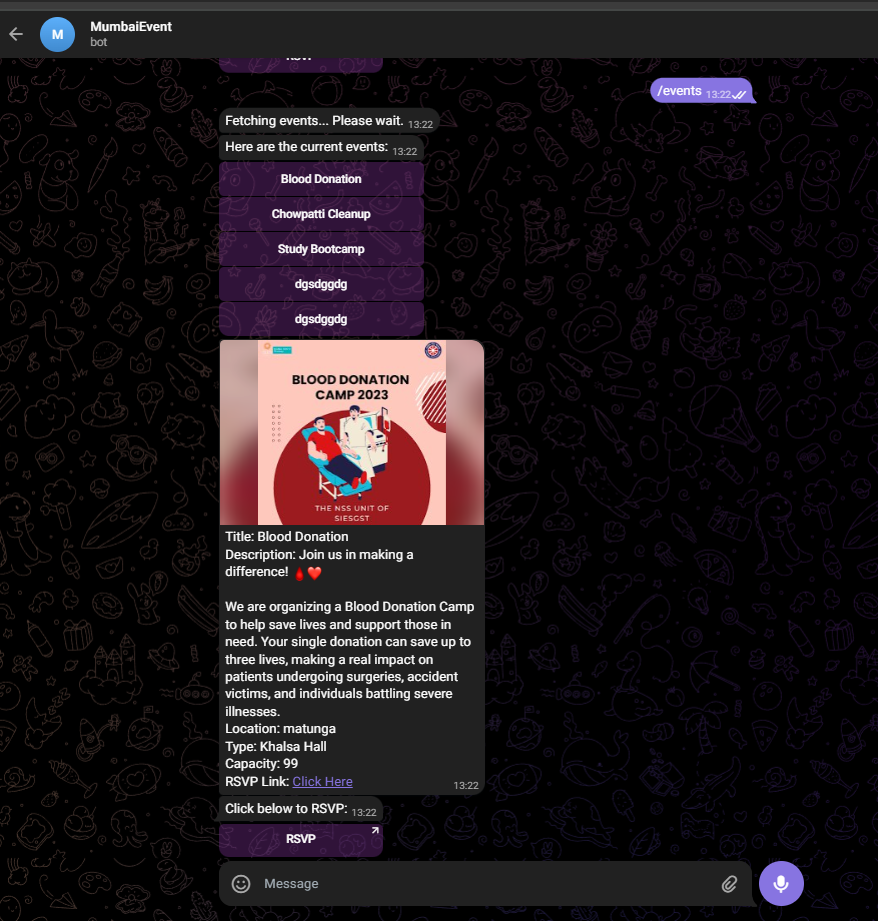 M
MumbaiEvent
bot
RSVP
/events 13:22
Fetching events... Please wait. 13:22
Here are the current events: 13:22
Blood Donation
Chowpatti Cleanup
Study Bootcamp
dgsdggdg
dgsdggdg
BLOOD DONATION
CAMP 2023
THE NSS UNIT OF
SIESGST
Title: Blood Donation
Description: Join us in making a
difference! 🩸❤️
We are organizing a Blood Donation Camp
to help save lives and support those in
need. Your single donation can save up to
three lives, making a real impact on
patients undergoing surgeries, accident
victims, and individuals battling severe
illnesses.
Location: matunga
Type: Khalsa Hall
Capacity: 99
RSVP Link: Click Here 13:22
Click below to RSVP: 13:22
RSVP
Message